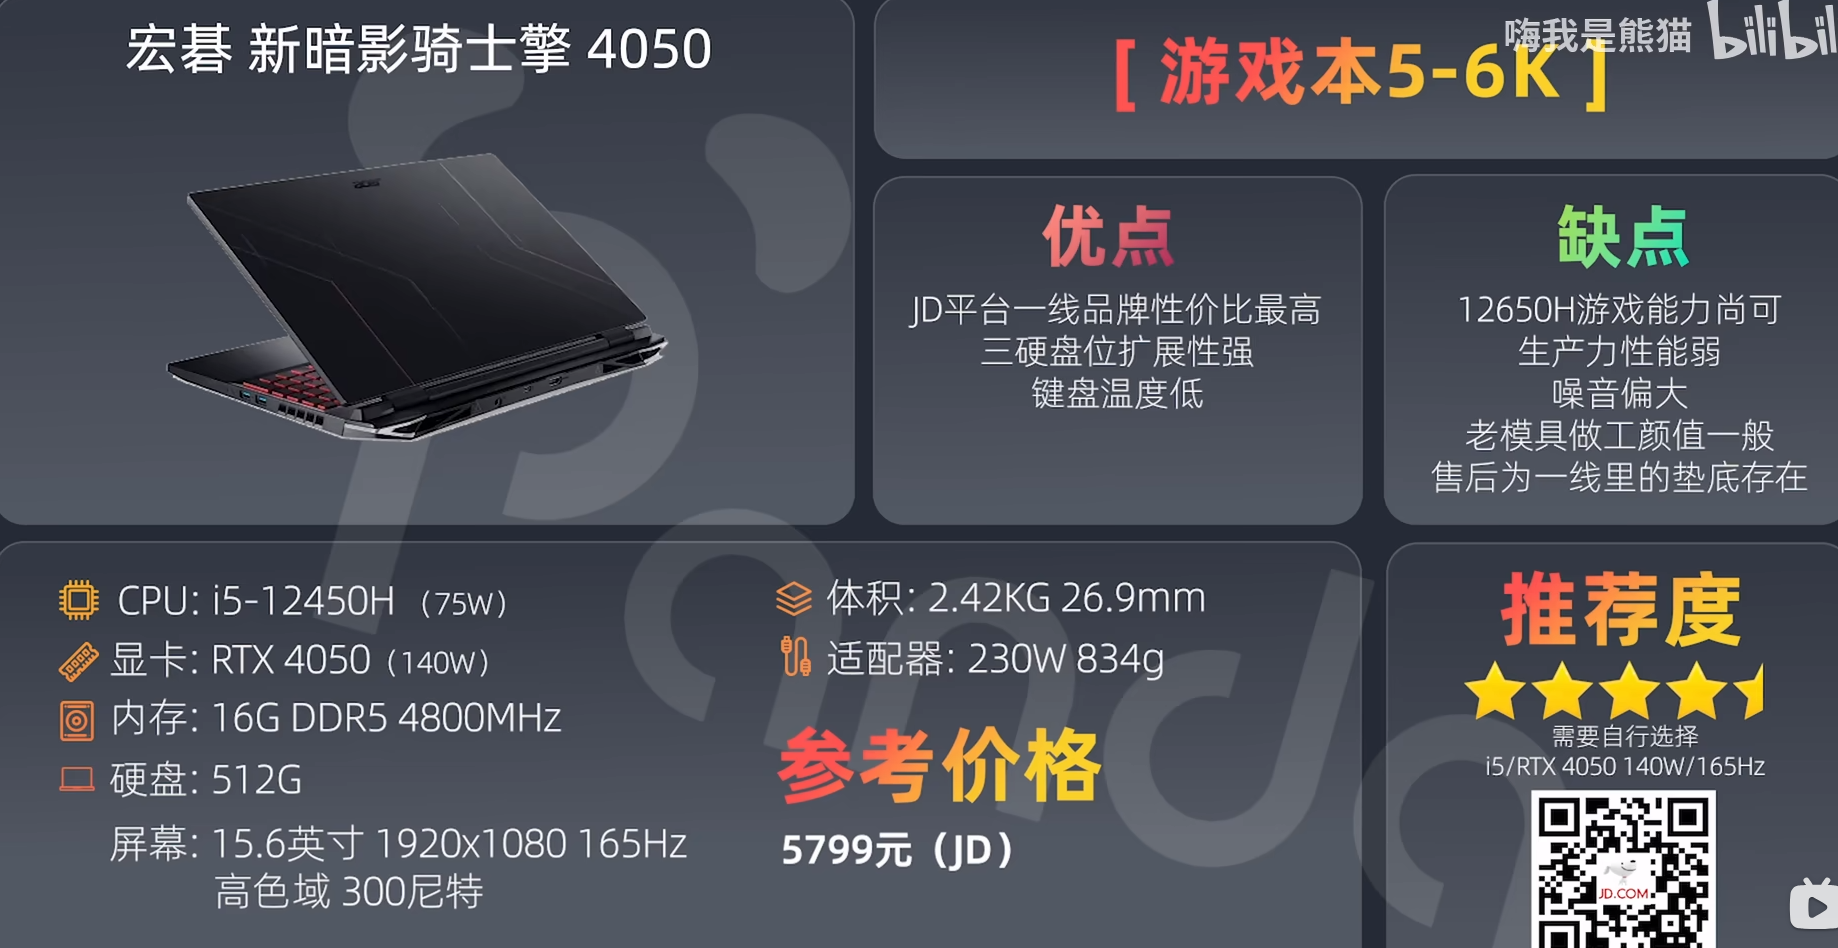 宏碁 新暗影骑士擎 4050
acer
嗨我是熊猫 bilibil
[ 游戏本5-6K ]
优点
JD平台一线品牌性价比最高
三硬盘位扩展性强
键盘温度低
缺点
12650H游戏能力尚可
生产力性能弱
噪音偏大
老模具做工颜值一般
售后为一线里的垫底存在
CPU: i5-12450H（75W）
显卡: RTX 4050（140W）
内存: 16G DDR5 4800MHz
硬盘: 512G
屏幕: 15.6英寸 1920x1080 165Hz
高色域 300尼特
体积: 2.42KG 26.9mm
适配器: 230W 834g
参考价格
5799元（JD）
推荐度
需要自行选择
i5/RTX 4050 140W/165Hz
JD.COM
Panda